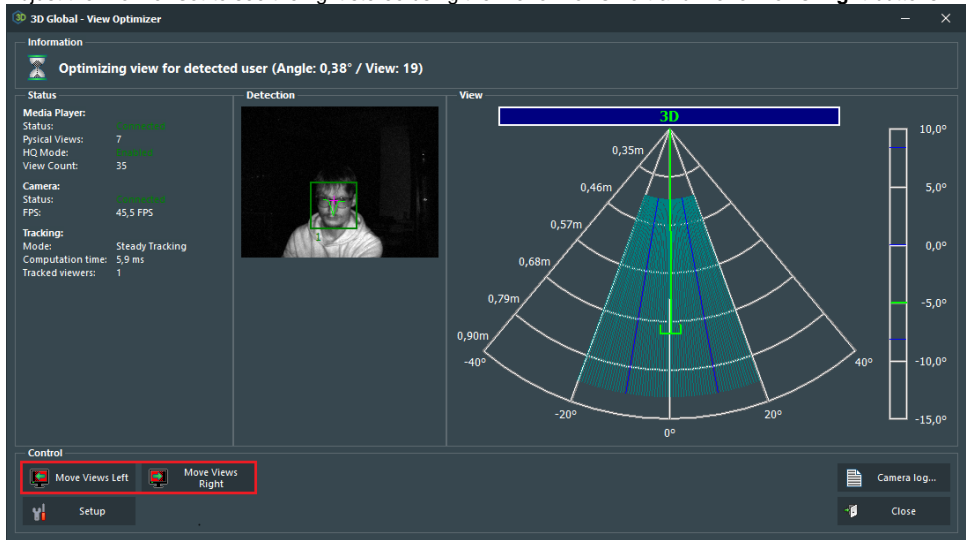 3D Global - View Optimizer
Information
Optimizing view for detected user (Angle: 0,38° / View: 19)
Status
Media Player:
Status: Connected
Pysical Views: 7
HQ Mode: Enabled
View Count: 35
Camera:
Status: Connected
FPS: 45,5 FPS
Tracking:
Mode: Steady Tracking
Computation time: 5,9 ms
Tracked viewers: 1
Detection
1
View
3D
0,35m
0,46m
0,57m
0,68m
0,79m
0,90m
-40°
-20°
0°
20°
40°
10,0°
5,0°
0,0°
-5,0°
-10,0°
-15,0°
Control
Move Views Left
Move Views
Right
Camera log...
Setup
Close